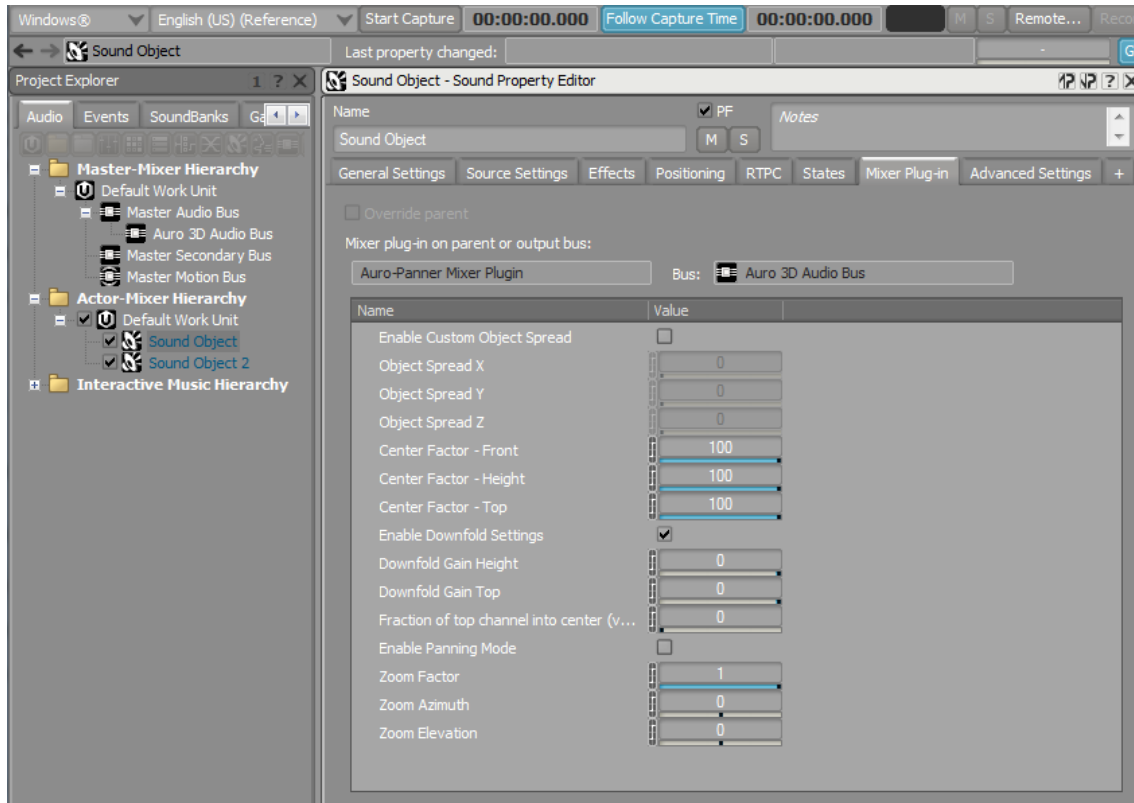 Windows® English (US) (Reference) Start Capture 00:00:00.000 Follow Capture Time 00:00:00.000 M S Remote... Reco
Sound Object Last property changed: - G
Project Explorer 1 ? X
Audio Events SoundBanks Ga
Master-Mixer Hierarchy
Default Work Unit
Master Audio Bus
Auro 3D Audio Bus
Master Secondary Bus
Master Motion Bus
Actor-Mixer Hierarchy
Default Work Unit
Sound Object
Sound Object 2
Interactive Music Hierarchy
Sound Object - Sound Property Editor
Name PF Notes
Sound Object M S
General Settings Source Settings Effects Positioning RTPC States Mixer Plug-in Advanced Settings +
Override parent
Mixer plug-in on parent or output bus:
Auro-Panner Mixer Plugin Bus: Auro 3D Audio Bus
Name Value
Enable Custom Object Spread
Object Spread X 0
Object Spread Y 0
Object Spread Z 0
Center Factor - Front 100
Center Factor - Height 100
Center Factor - Top 100
Enable Downfold Settings
Downfold Gain Height 0
Downfold Gain Top 0
Fraction of top channel into center (v... 0
Enable Panning Mode
Zoom Factor 1
Zoom Azimuth 0
Zoom Elevation 0